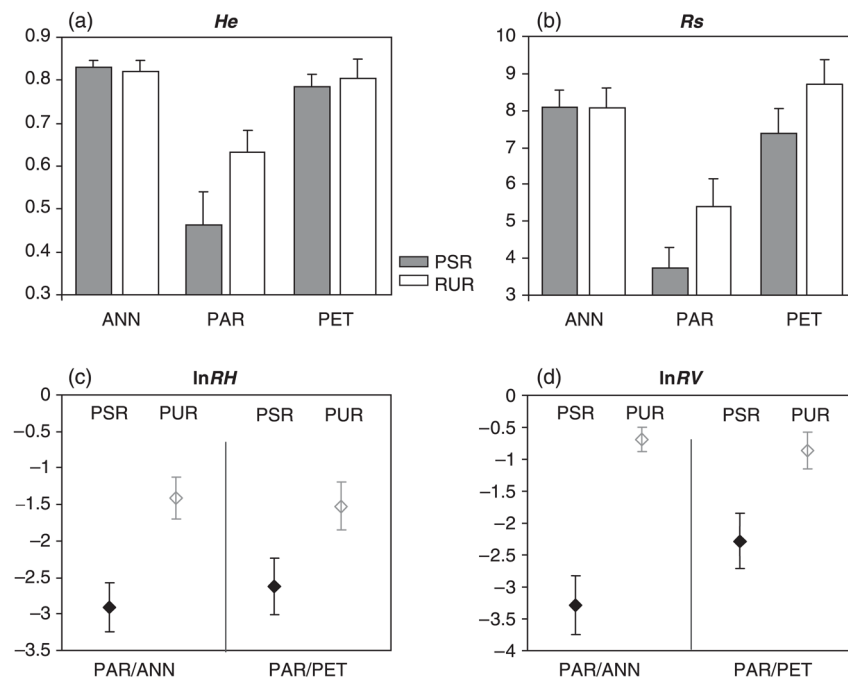 (a) He
0.9
0.8
0.7
0.6
0.5
0.4
0.3
ANN PAR PET
PSR
RUR
(b) Rs
10
9
8
7
6
5
4
3
ANN PAR PET
(c) lnRH
0
–0.5
–1
–1.5
–2
–2.5
–3
–3.5
PSR PUR PSR PUR
PAR/ANN PAR/PET
(d) lnRV
0
–0.5
–1
–1.5
–2
–2.5
–3
–3.5
–4
PSR PUR PSR PUR
PAR/ANN PAR/PET